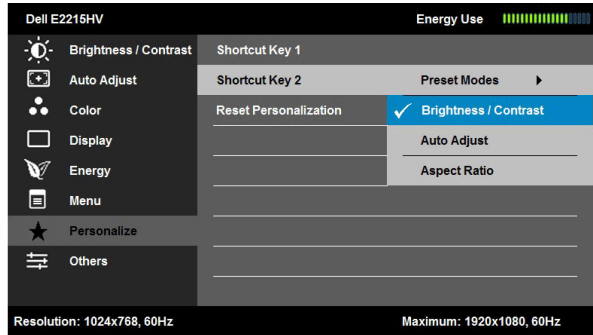 Dell E2215HV Energy Use
Brightness / Contrast Shortcut Key 1
Auto Adjust Shortcut Key 2 Preset Modes
Color Reset Personalization Brightness / Contrast
Display Auto Adjust
Energy Aspect Ratio
Menu
Personalize
Others
Resolution: 1024x768, 60Hz Maximum: 1920x1080, 60Hz